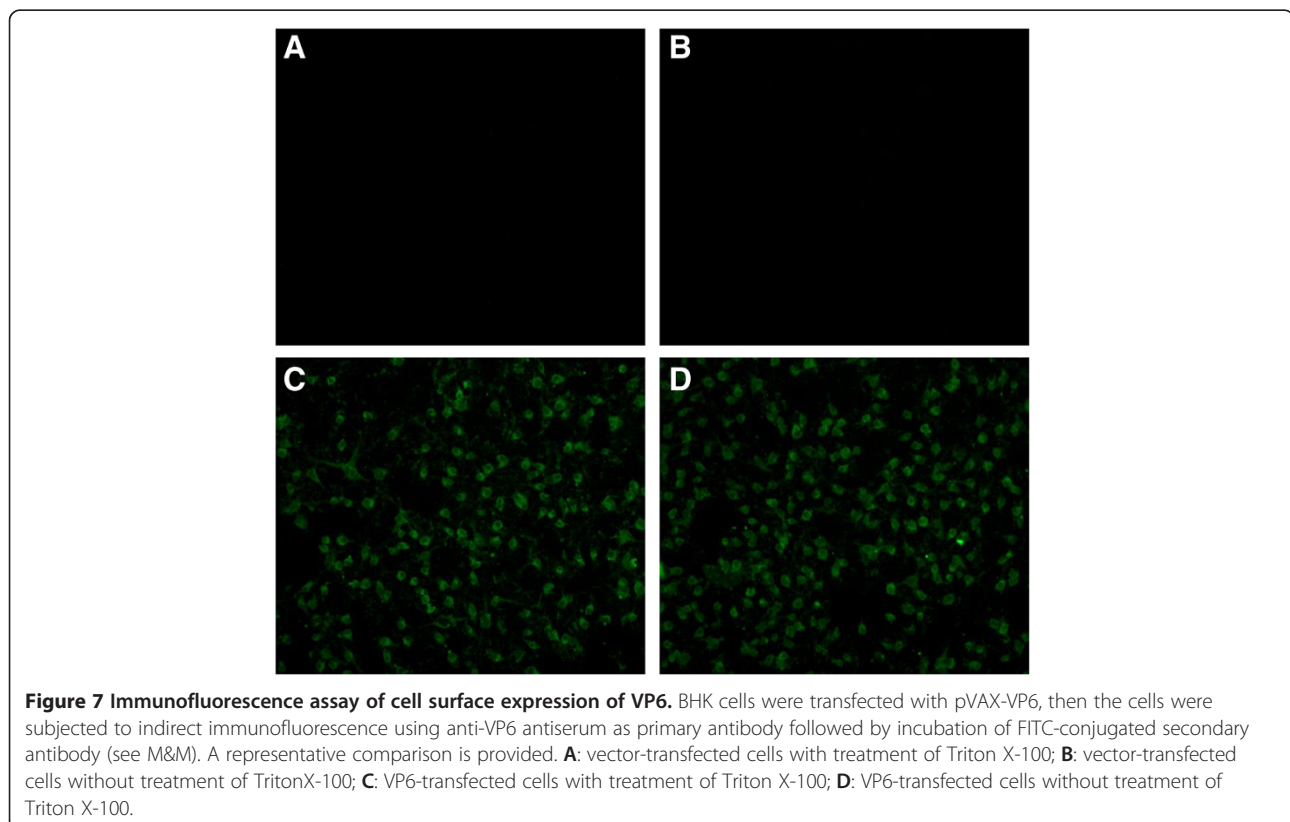 A
B
C
D
Figure 7 Immunofluorescence assay of cell surface expression of VP6. BHK cells were transfected with pVAX-VP6, then the cells were
subjected to indirect immunofluorescence using anti-VP6 antiserum as primary antibody followed by incubation of FITC-conjugated secondary
antibody (see M&M). A representative comparison is provided. A: vector-transfected cells with treatment of Triton X-100; B: vector-transfected
cells without treatment of TritonX-100; C: VP6-transfected cells with treatment of Triton X-100; D: VP6-transfected cells without treatment of
Triton X-100.